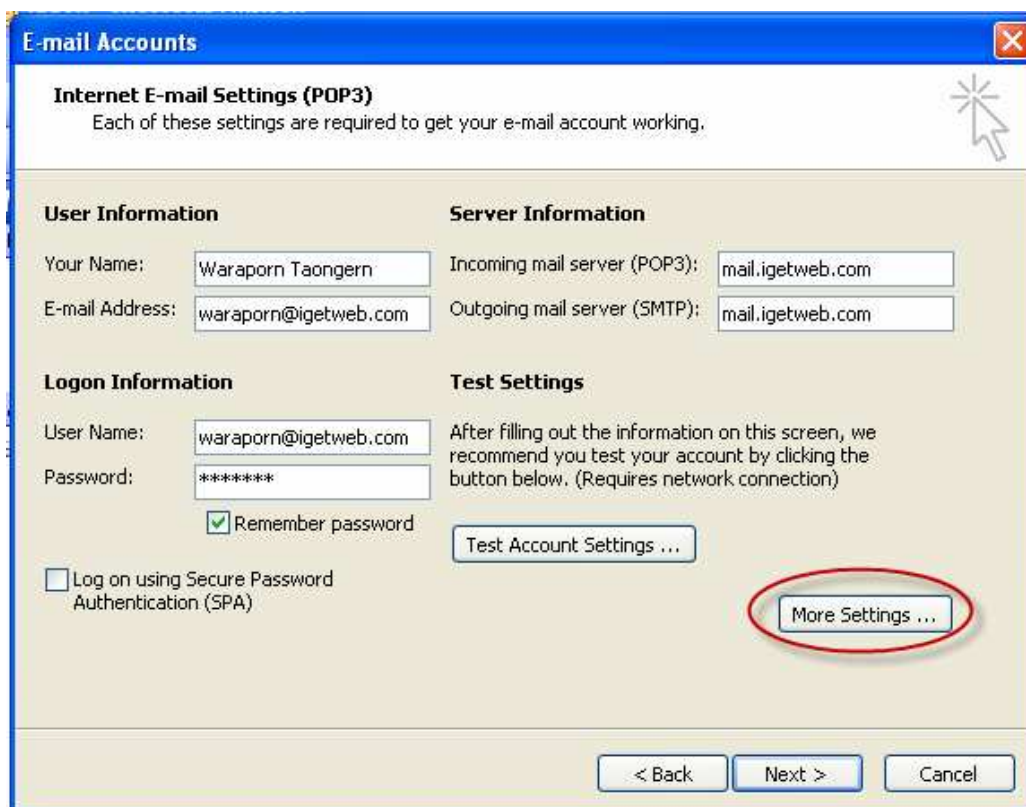 E-mail Accounts
Internet E-mail Settings (POP3)
Each of these settings are required to get your e-mail account working.
User Information
Your Name: Waraporn Taongern
E-mail Address: waraporn@igetweb.com
Server Information
Incoming mail server (POP3): mail.igetweb.com
Outgoing mail server (SMTP): mail.igetweb.com
Logon Information
User Name: waraporn@igetweb.com
Password: *******
Remember password
Log on using Secure Password
Authentication (SPA)
Test Settings
After filling out the information on this screen, we
recommend you test your account by clicking the
button below. (Requires network connection)
Test Account Settings ...
More Settings ...
< Back
Next >
Cancel